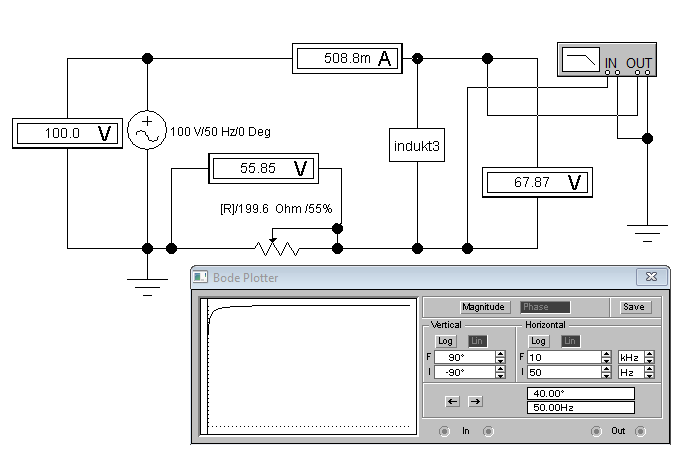 508.8m A
IN OUT
100.0 V
100 V/50 Hz/0 Deg
indukt3
55.85 V
67.87 V
[R]/199.6 Ohm /55%
Bode Plotter
Magnitude Phase Save
Vertical Horizontal
Log Lin Log Lin
F 90° F 10 kHz
I -90° I 50 Hz
40.00°
50.00Hz
In Out